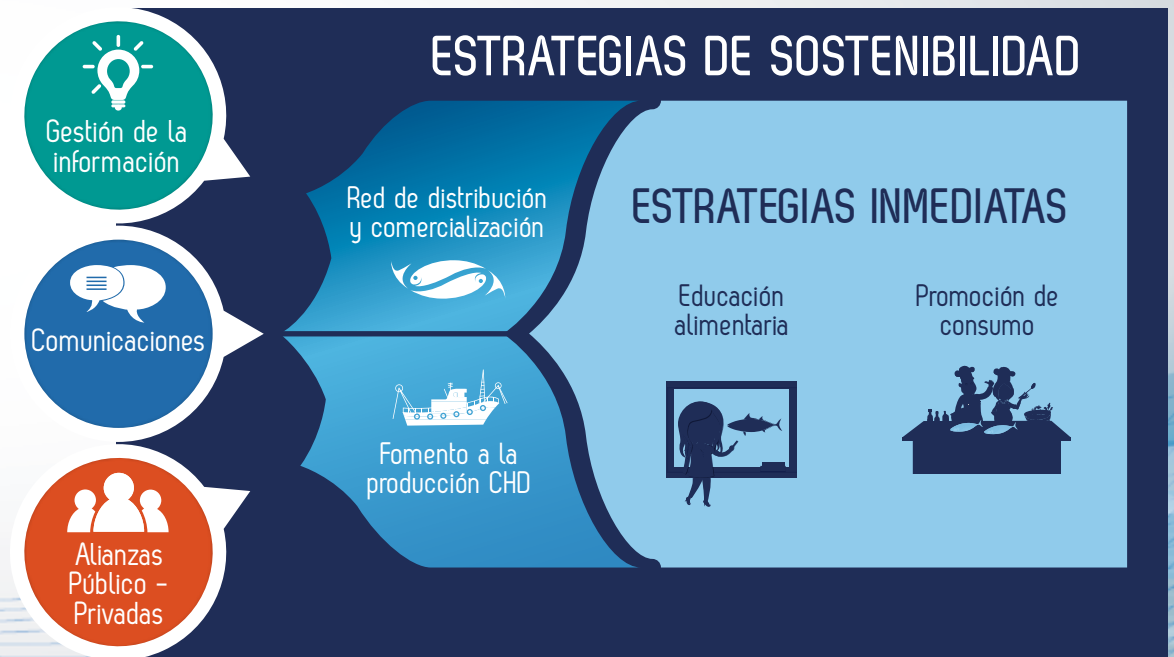 ESTRATEGIAS DE SOSTENIBILIDAD
Gestión de la
información
Comunicaciones
Alianzas
Público -
Privadas
Red de distribución
y comercialización
Fomento a la
producción CHD
ESTRATEGIAS INMEDIATAS
Educación
alimentaria
Promoción de
consumo